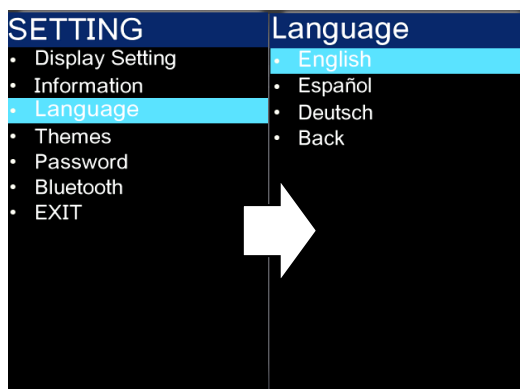 SETTING
• Display Setting
• Information
• Language
• Themes
• Password
• Bluetooth
• EXIT
Language
• English
• Español
• Deutsch
• Back